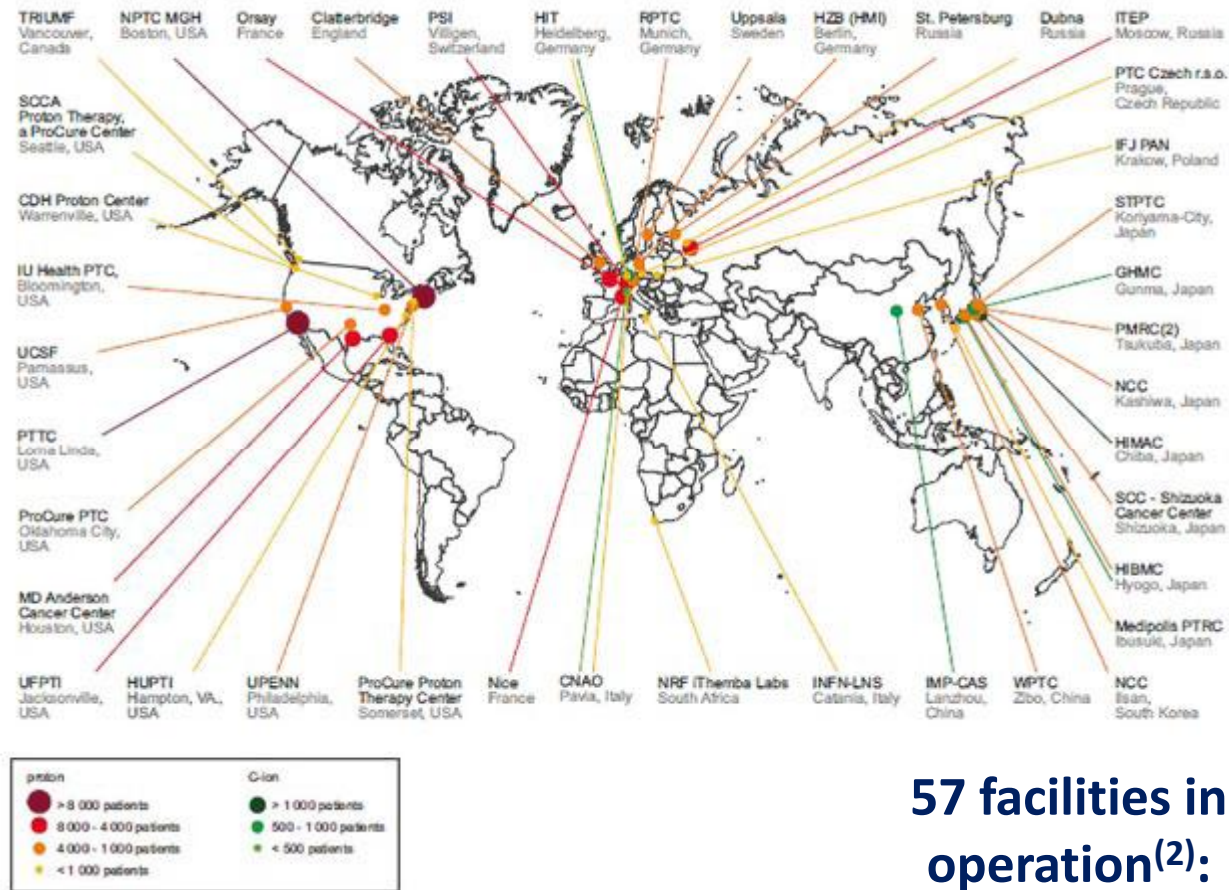 TRIUMF
Vancouver,
Canada
NPTC MGH
Boston, USA
Orsay
France
Clatterbridge
England
PSI
Villigen,
Switzerland
HIT
Heidelberg,
Germany
RPTC
Munich,
Germany
Uppsala
Sweden
HZB (HMI)
Berlin,
Germany
St. Petersburg
Russia
Dubna
Russia
ITEP
Moscow, Russia
SCCA
Proton Therapy,
a ProCure Center
Seattle, USA
CDH Proton Center
Warrenville, USA
IU Health PTC,
Bloomington,
USA
UCSF
Parnassus,
USA
PTTC
Loma Linda,
USA
ProCure PTC
Oklahoma City,
USA
MD Anderson
Cancer Center
Houston, USA
PTC Czech r.s.o.
Prague,
Czech Republic
IFJ PAN
Krakow, Poland
STPTC
Koriyama-City,
Japan
GHMC
Gunma, Japan
PMRC(2)
Tsukuba, Japan
NCC
Kashiwa, Japan
HIMAC
Chiba, Japan
SCC - Shizuoka
Cancer Center
Shizuoka, Japan
HIBMC
Hyogo, Japan
Medipolis PTRC
Ibusuki, Japan
UFPTI
Jacksonville,
USA
HUPTI
Hampton, VA,
USA
UPENN
Philadelphia,
USA
ProCure Proton
Therapy Center
Somerset, USA
Nice
France
CNAO
Pavia, Italy
NRF iThemba Labs
South Africa
INFN-LNS
Catania, Italy
IMP-CAS
Lanzhou,
China
WPTC
Zibo, China
NCC
Ilsan,
South Korea
proton
> 8 000 patients
8 000 - 4 000 patients
4 000 - 1 000 patients
< 1 000 patients
C-ion
> 1 000 patients
500 - 1 000 patients
< 500 patients
57 facilities in
operation(2):